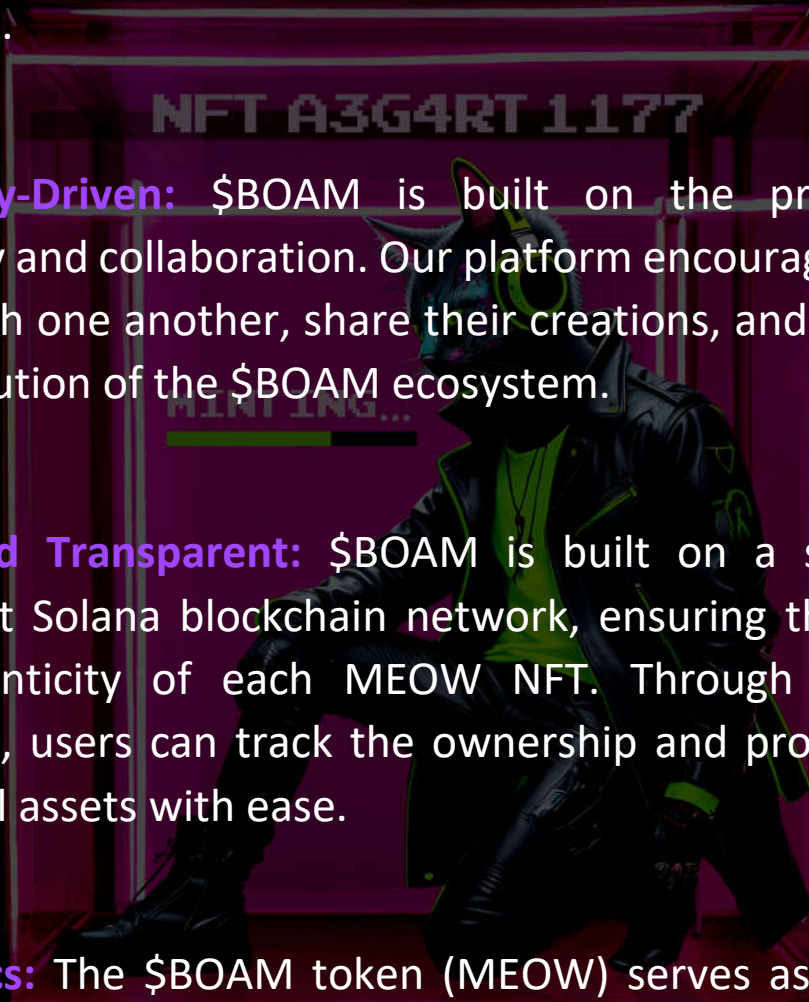 .
NFT A3G4RT 1177
y-Driven: $BOAM is built on the pr
y and collaboration. Our platform encourag
h one another, share their creations, and
ution of the $BOAM ecosystem.
MINTING...
d Transparent: $BOAM is built on a s
t Solana blockchain network, ensuring th
nticity of each MEOW NFT. Through
, users can track the ownership and pro
l assets with ease.
cs: The $BOAM token (MEOW) serves as